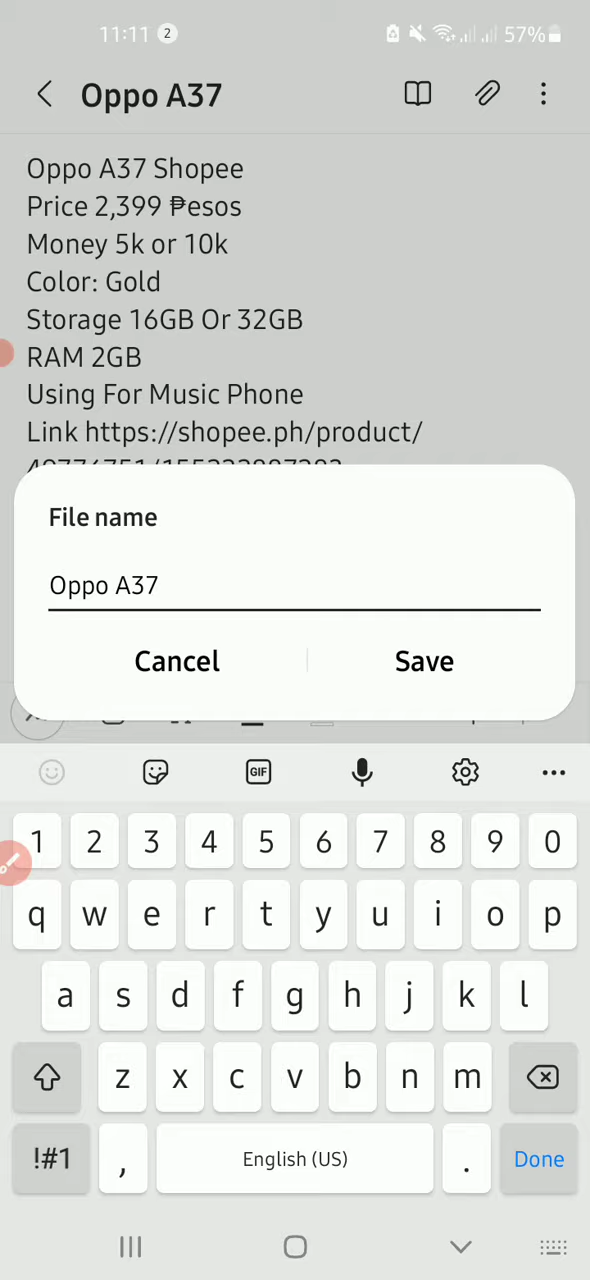 11:11 2 57%
Oppo A37
Oppo A37 Shopee
Price 2,399 ₱esos
Money 5k or 10k
Color: Gold
Storage 16GB Or 32GB
RAM 2GB
Using For Music Phone
Link https://shopee.ph/product/
File name
Oppo A37
Cancel Save
GIF
1 2 3 4 5 6 7 8 9 0
q w e r t y u i o p
a s d f g h j k l
z x c v b n m
!#1 , English (US) . Done